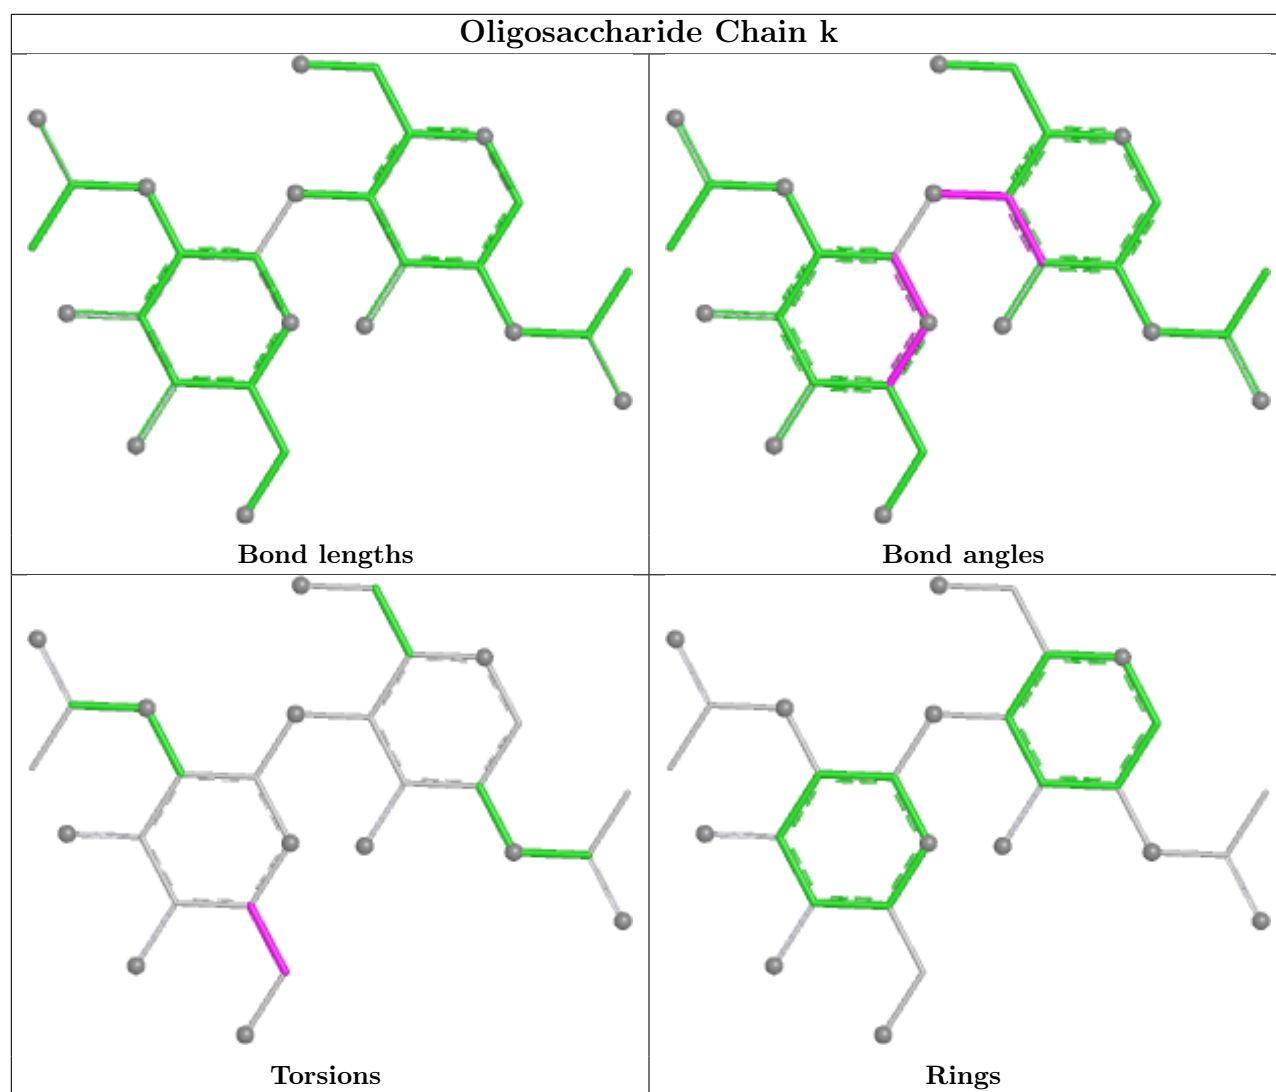 Oligosaccharide Chain k
Bond lengths
Bond angles
Torsions
Rings